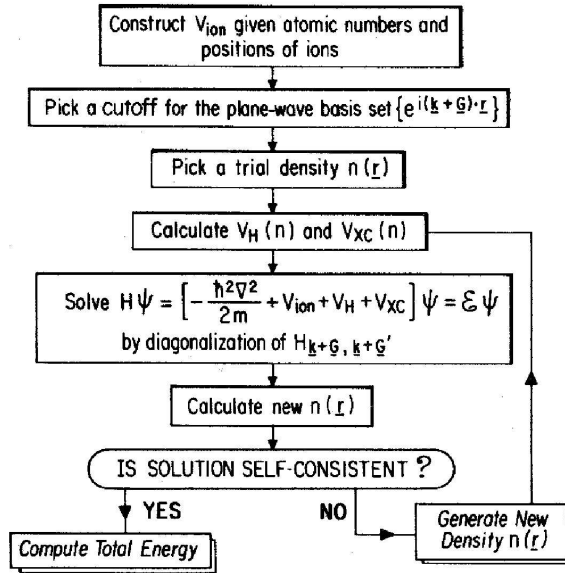 Construct V_ion given atomic numbers and
positions of ions
Pick a cutoff for the plane-wave basis set {e^i(k+G)·r}
Pick a trial density n(r)
Calculate V_H(n) and V_XC(n)
Solve Hψ = [-ħ²∇²/2m + V_ion + V_H + V_XC] ψ = Ɛψ
by diagonalization of H_k+G, k+G'
Calculate new n(r)
IS SOLUTION SELF-CONSISTENT ?
YES
NO
Compute Total Energy
Generate New
Density n(r)